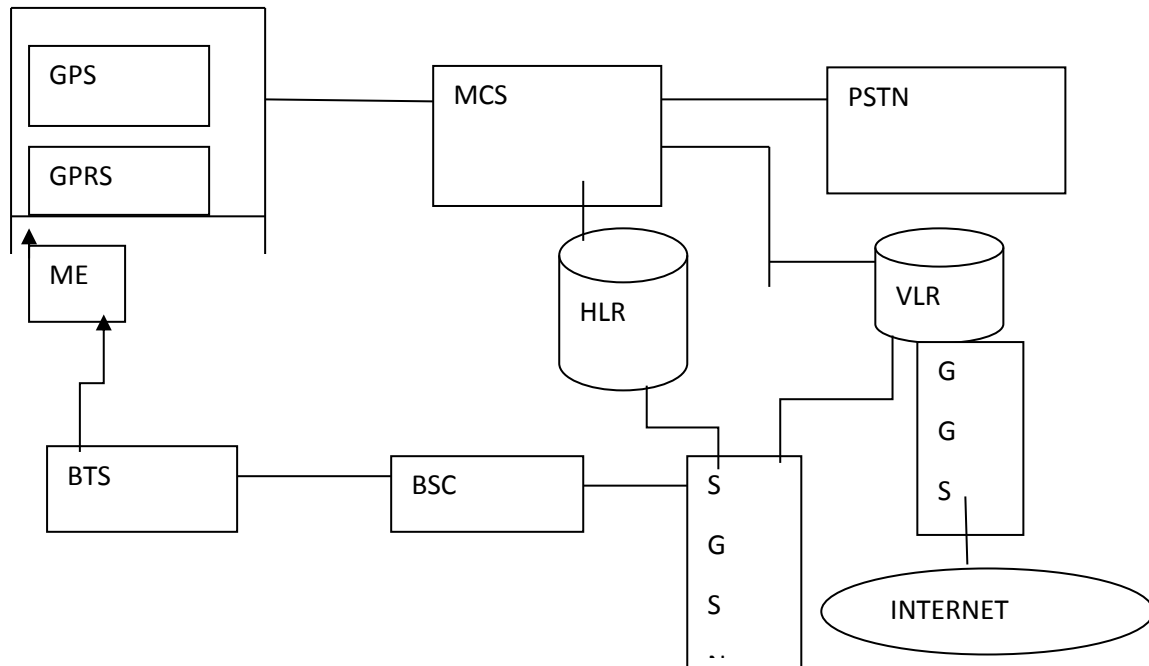 GPS
MCS
PSTN
GPRS
ME
HLR
VLR
G
G
S
BTS
BSC
S
G
S
N
INTERNET